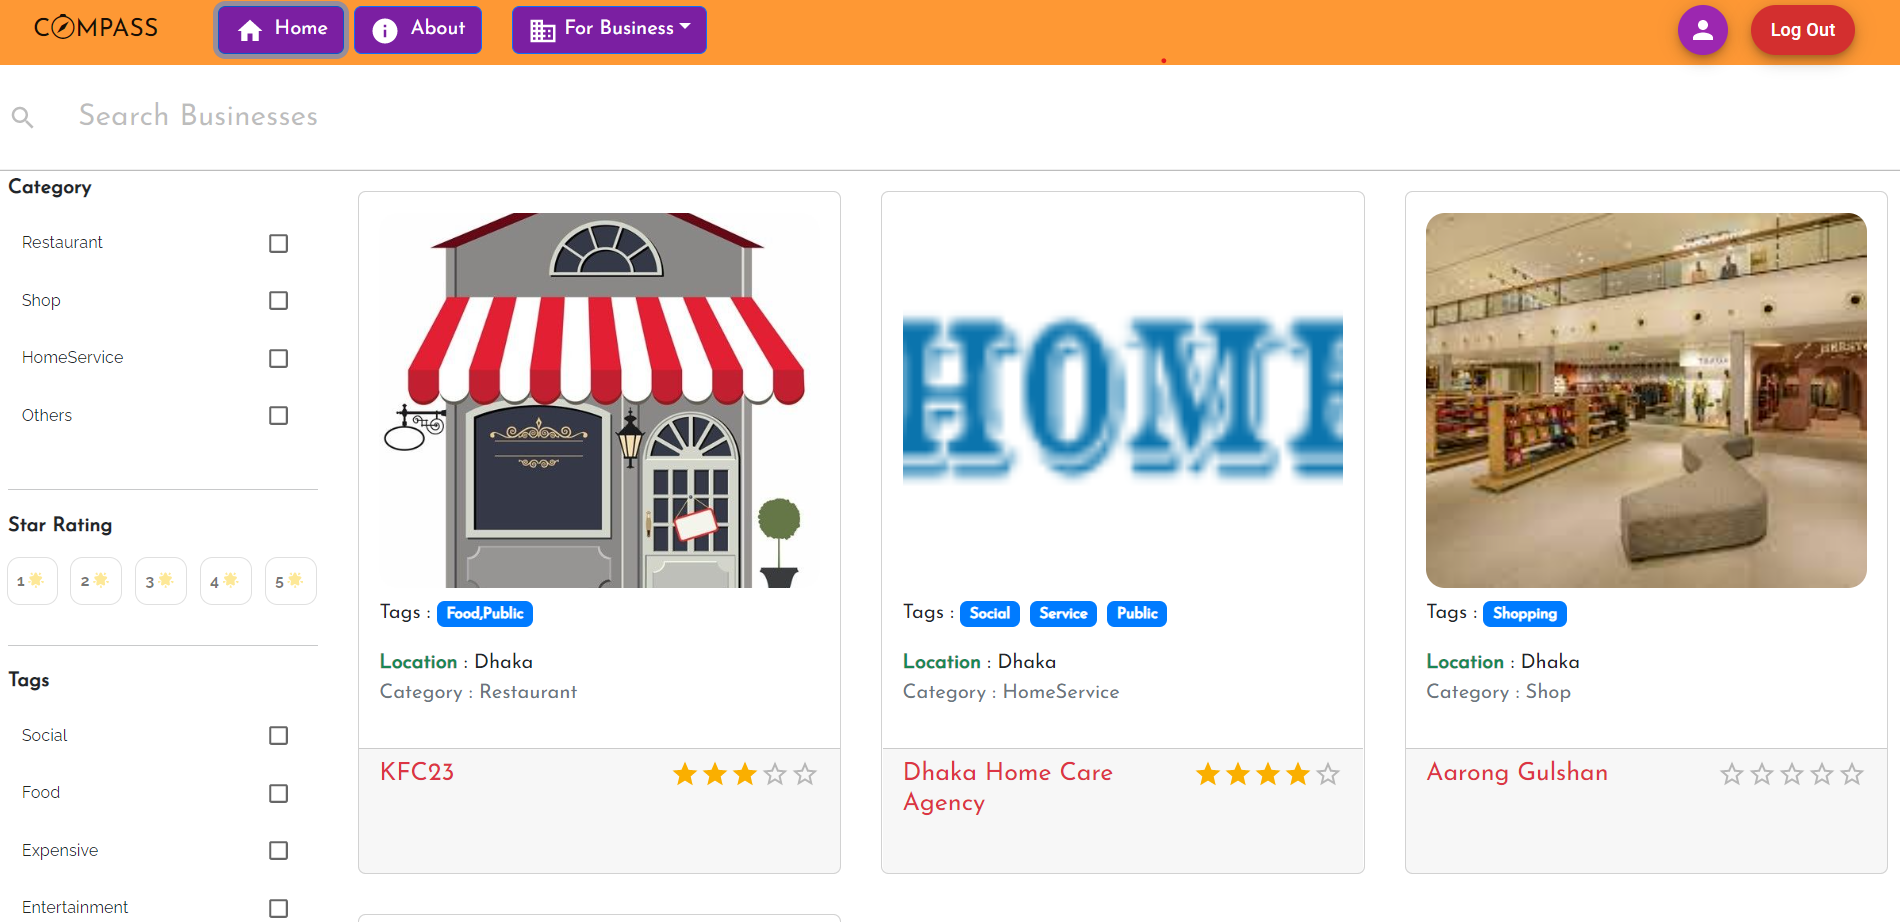 COMPASS
Home
About
For Business
Log Out
Search Businesses
Category
Restaurant
Shop
HomeService
Others
Star Rating
1
2
3
4
5
Tags
Social
Food
Expensive
Entertainment
Tags : Food,Public
Location : Dhaka
Category : Restaurant
KFC23
HOME
Tags : Social Service Public
Location : Dhaka
Category : HomeService
Dhaka Home Care
Agency
Tags : Shopping
Location : Dhaka
Category : Shop
Aarong Gulshan